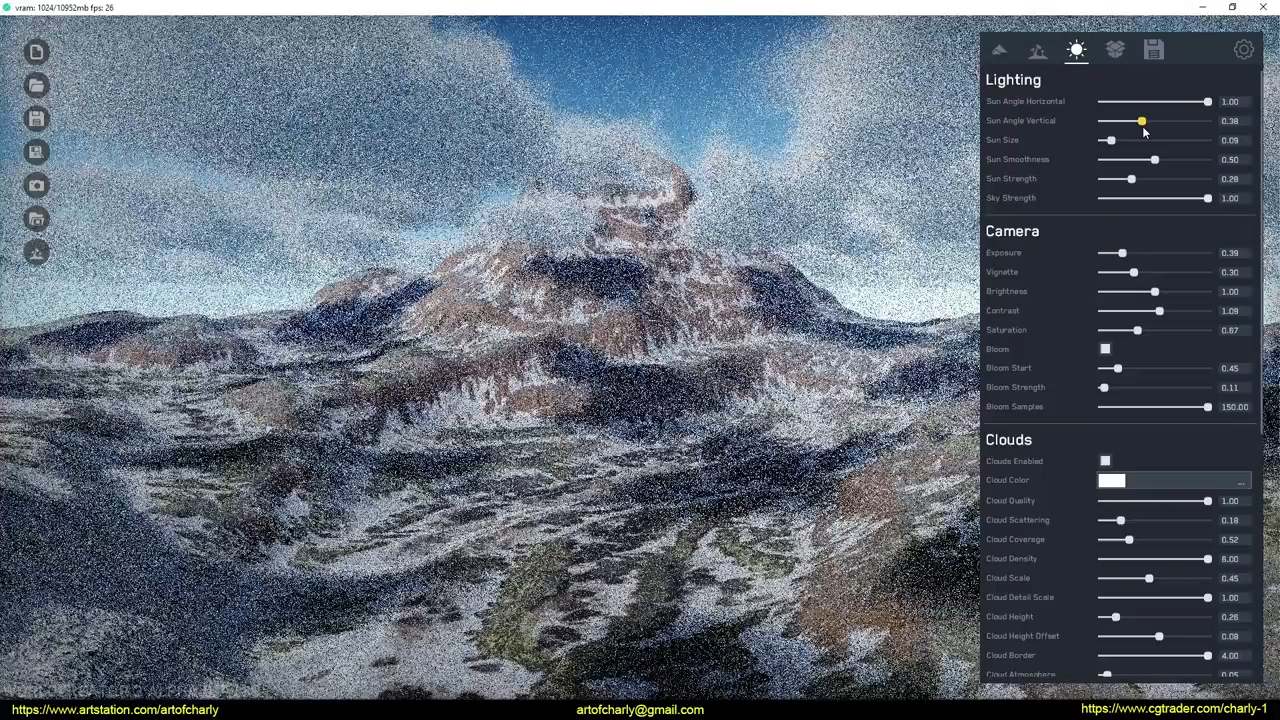 vram: 1024/10952mb fps: 26
Lighting
Sun Angle Horizontal 1.00
Sun Angle Vertical 0.38
Sun Size 0.09
Sun Smoothness 0.50
Sun Strength 0.28
Sky Strength 1.00
Camera
Exposure 0.39
Vignette 0.30
Brightness 1.00
Contrast 1.09
Saturation 0.67
Bloom
Bloom Start 0.45
Bloom Strength 0.11
Bloom Samples 150.00
Clouds
Clouds Enabled
Cloud Color ...
Cloud Quality 1.00
Cloud Scattering 0.18
Cloud Coverage 0.52
Cloud Density 6.00
Cloud Scale 0.45
Cloud Detail Scale 1.00
Cloud Height 0.26
Cloud Height Offset 0.08
Cloud Border 4.00
Cloud Atmosphere 0.05
https://www.artstation.com/artofcharly artofcharly@gmail.com https://www.cgtrader.com/charly-1